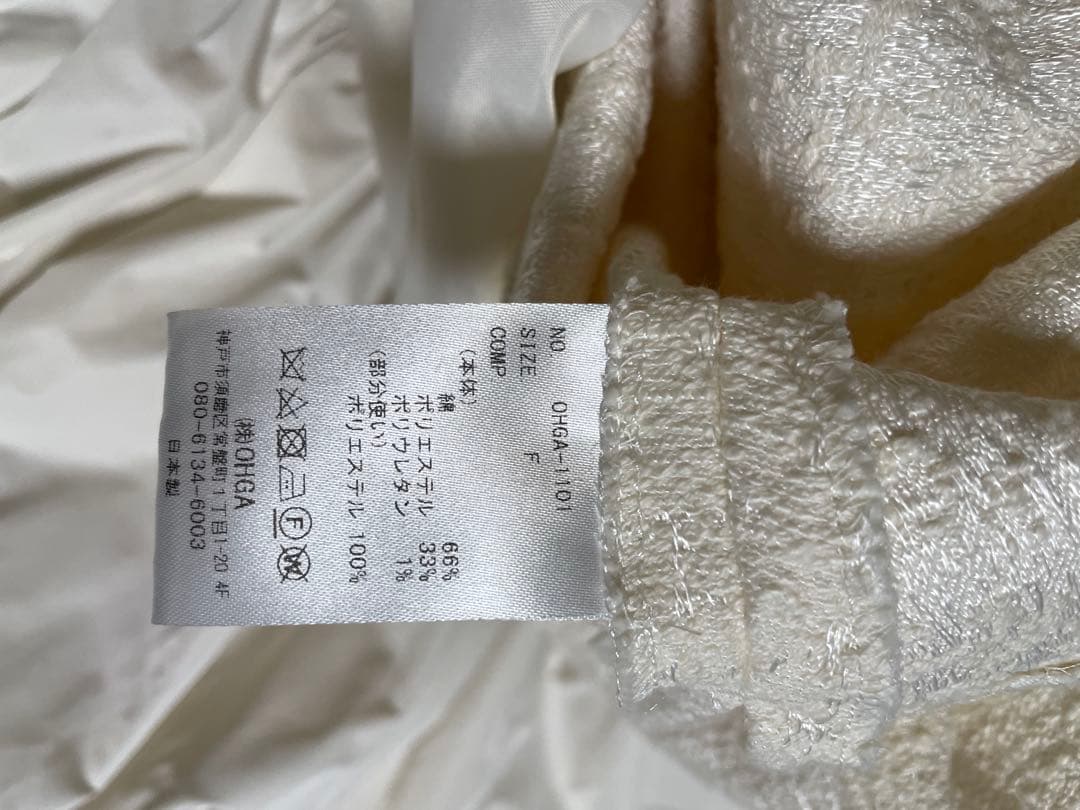 NO OHGA-1101
SIZE F
COMP.
(本体)
綿 66%
ポリエステル 33%
ポリウレタン 1%
(部分使い)
ポリエステル 100%
F
W
㈱OHGA
神戸市須磨区常盤町1丁目1-20 4F
080-6134-6003
日本製